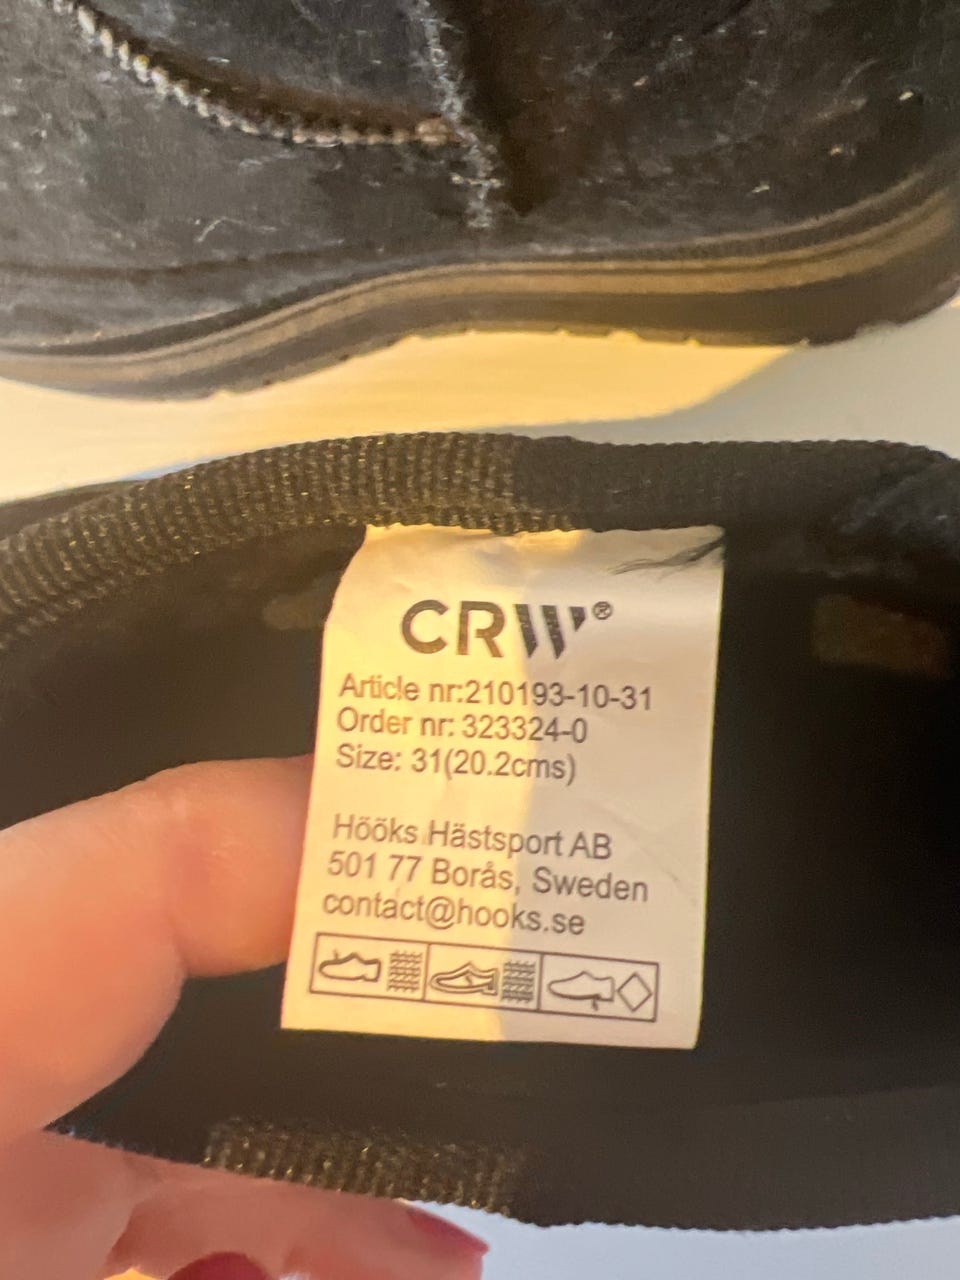 CRW®
Article nr:210193-10-31
Order nr: 323324-0
Size: 31(20.2cms)
Hööks Hästsport AB
501 77 Borås, Sweden
contact@hooks.se